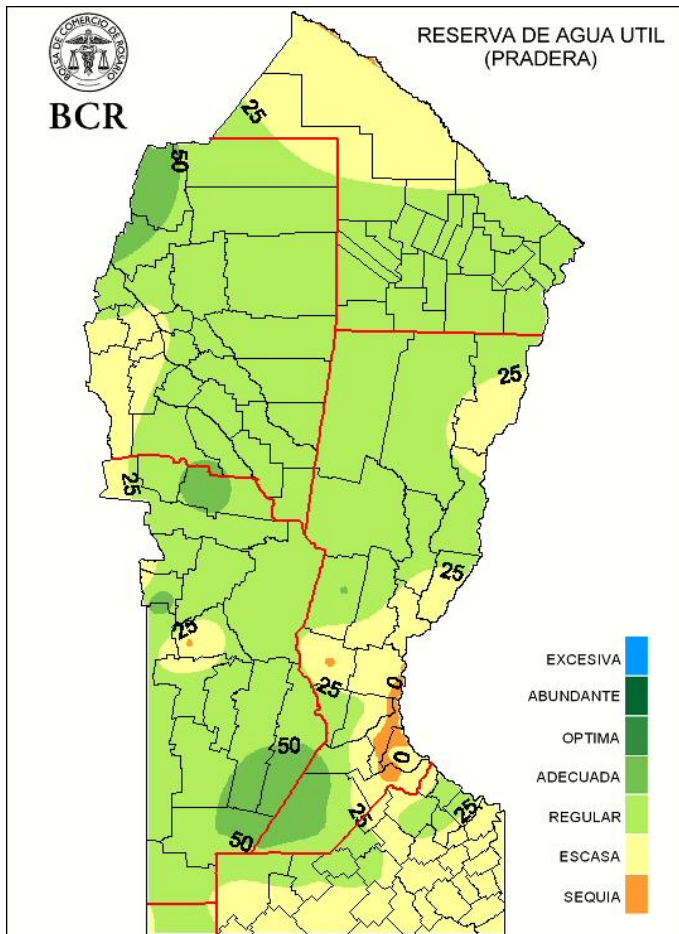 BOLSA DE COMERCIO DE ROSARIO
BCR
RESERVA DE AGUA UTIL
(PRADERA)
25
50
25
25
25
25
25
0
50
0
25
25
50
EXCESIVA
ABUNDANTE
OPTIMA
ADECUADA
REGULAR
ESCASA
SEQUIA